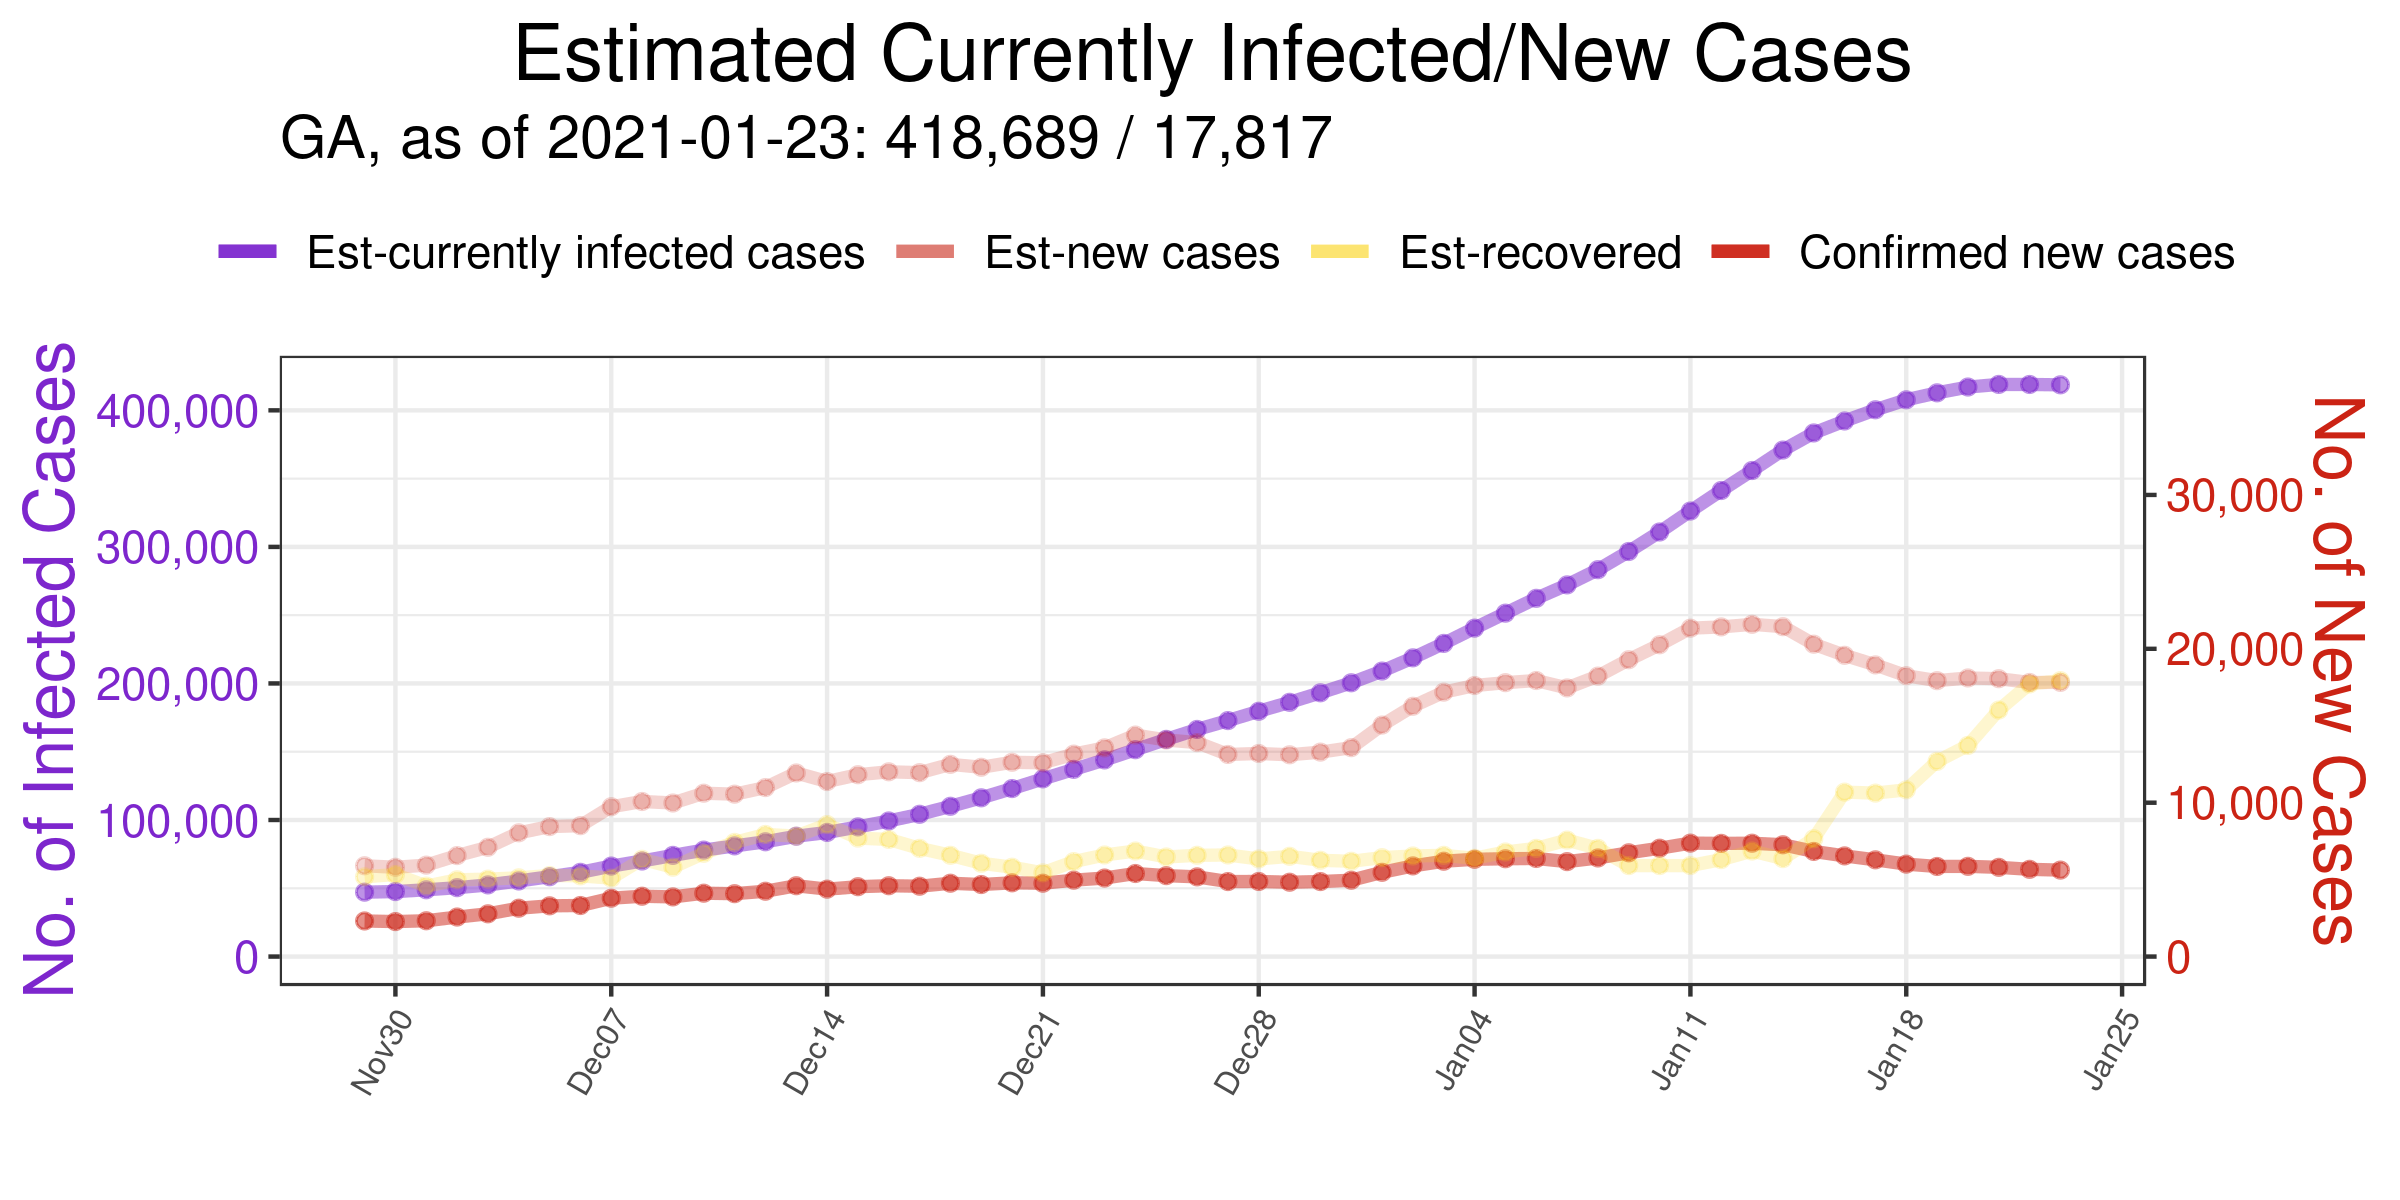 Estimated Currently Infected/New Cases
GA, as of 2021-01-23: 418,689 / 17,817
Est-currently infected cases Est-new cases Est-recovered Confirmed new cases
No. of Infected Cases
400,000
300,000
200,000
100,000
0
30,000
20,000
10,000
0
No. of New Cases
Nov30 Dec07 Dec14 Dec21 Dec28 Jan04 Jan11 Jan18 Jan25